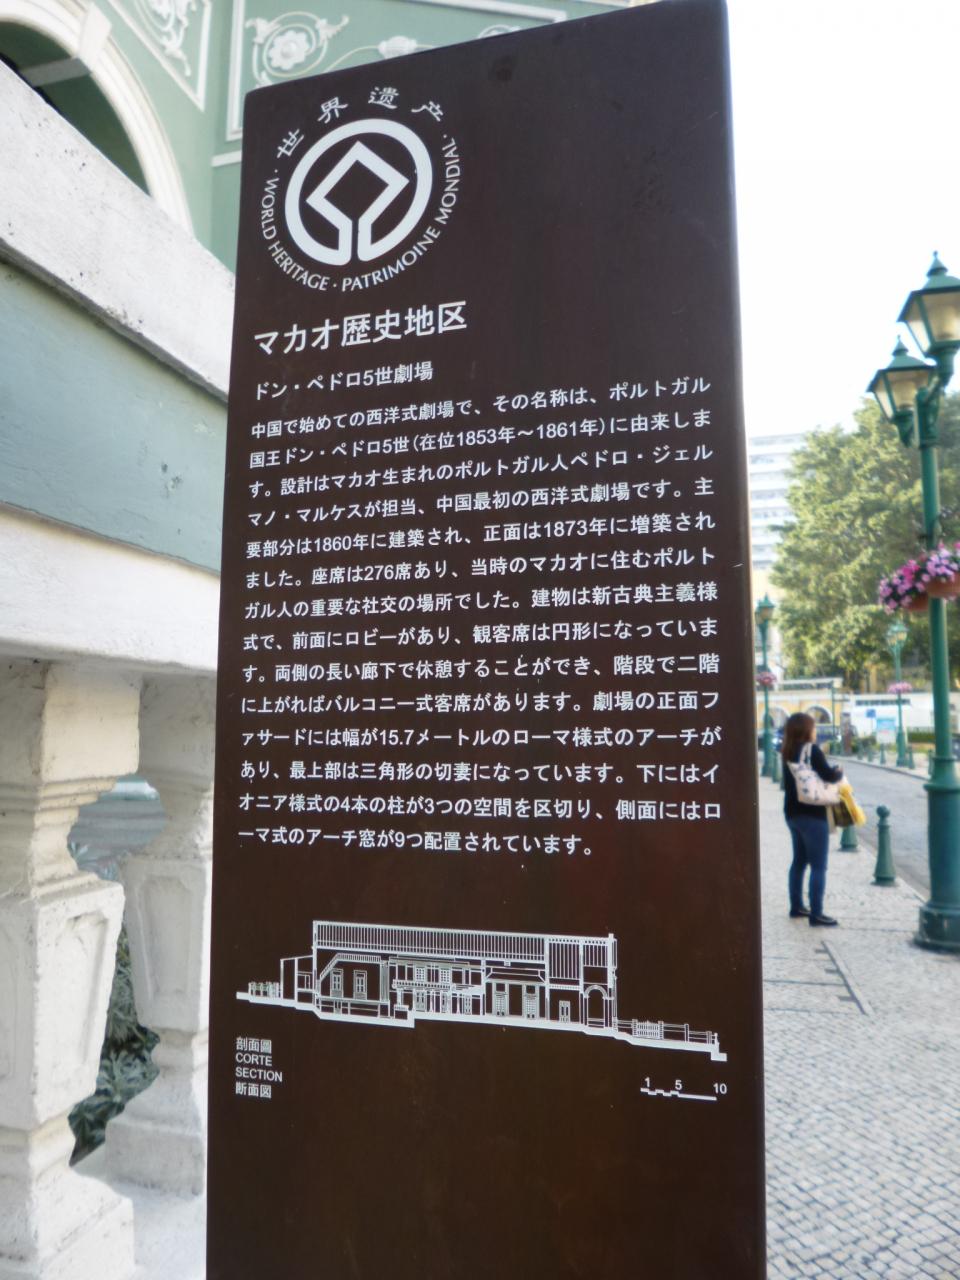 世界遗产
· WORLD HERITAGE · PATRIMOINE MONDIAL ·
マカオ歴史地区
ドン・ペドロ5世劇場
中国で始めての西洋式劇場で、その名称は、ポルトガル
国王ドン・ペドロ5世(在位1853年〜1861年)に由来しま
す。設計はマカオ生まれのポルトガル人ペドロ・ジェル
マノ・マルケスが担当、中国最初の西洋式劇場です。主
要部分は1860年に建築され、正面は1873年に増築され
ました。座席は276席あり、当時のマカオに住むポルト
ガル人の重要な社交の場所でした。建物は新古典主義様
式で、前面にロビーがあり、観客席は円形になっていま
す。両側の長い廊下で休憩することができ、階段で二階
に上がればバルコニー式客席があります。劇場の正面フ
ァサードには幅が15.7メートルのローマ様式のアーチが
あり、最上部は三角形の切妻になっています。下にはイ
オニア様式の4本の柱が3つの空間を区切り、側面にはロ
ーマ式のアーチ窓が9つ配置されています。
剖面圖
CORTE
SECTION
断面図
1 5 10